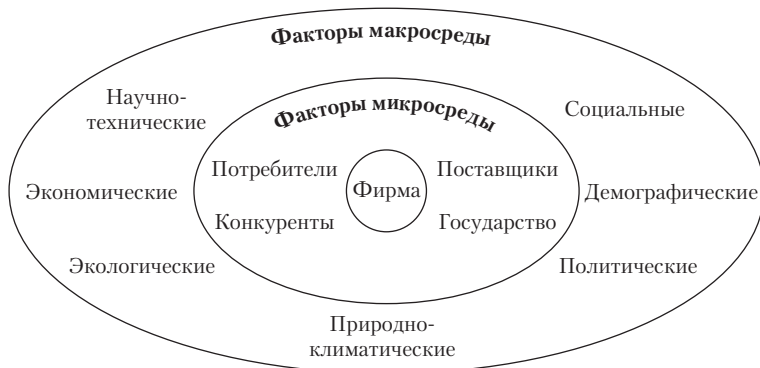 Факторы макросреды
Научно-
технические
Социальные
Факторы микросреды
Потребители
Поставщики
Фирма
Экономические
Демографические
Конкуренты
Государство
Экологические
Политические
Природно-
климатические